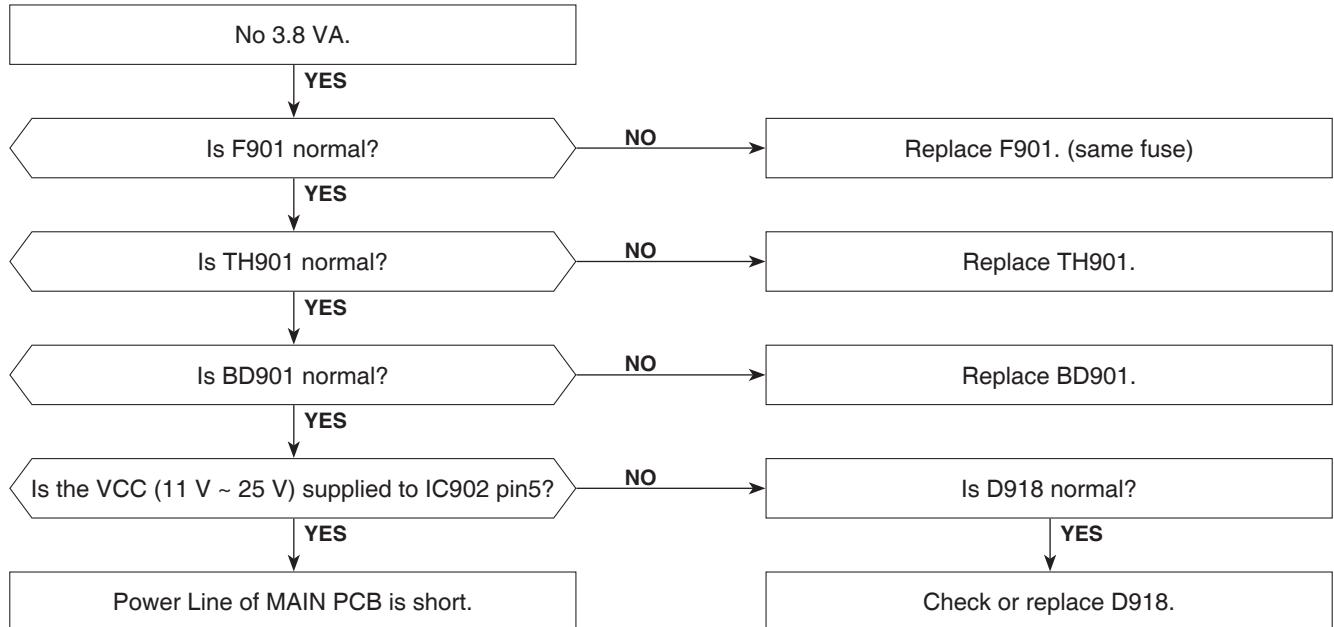 No 3.8 VA.
YES
Is F901 normal?
NO
Replace F901. (same fuse)
YES
Is TH901 normal?
NO
Replace TH901.
YES
Is BD901 normal?
NO
Replace BD901.
YES
Is the VCC (11 V ~ 25 V) supplied to IC902 pin5?
NO
Is D918 normal?
YES
YES
Power Line of MAIN PCB is short.
Check or replace D918.